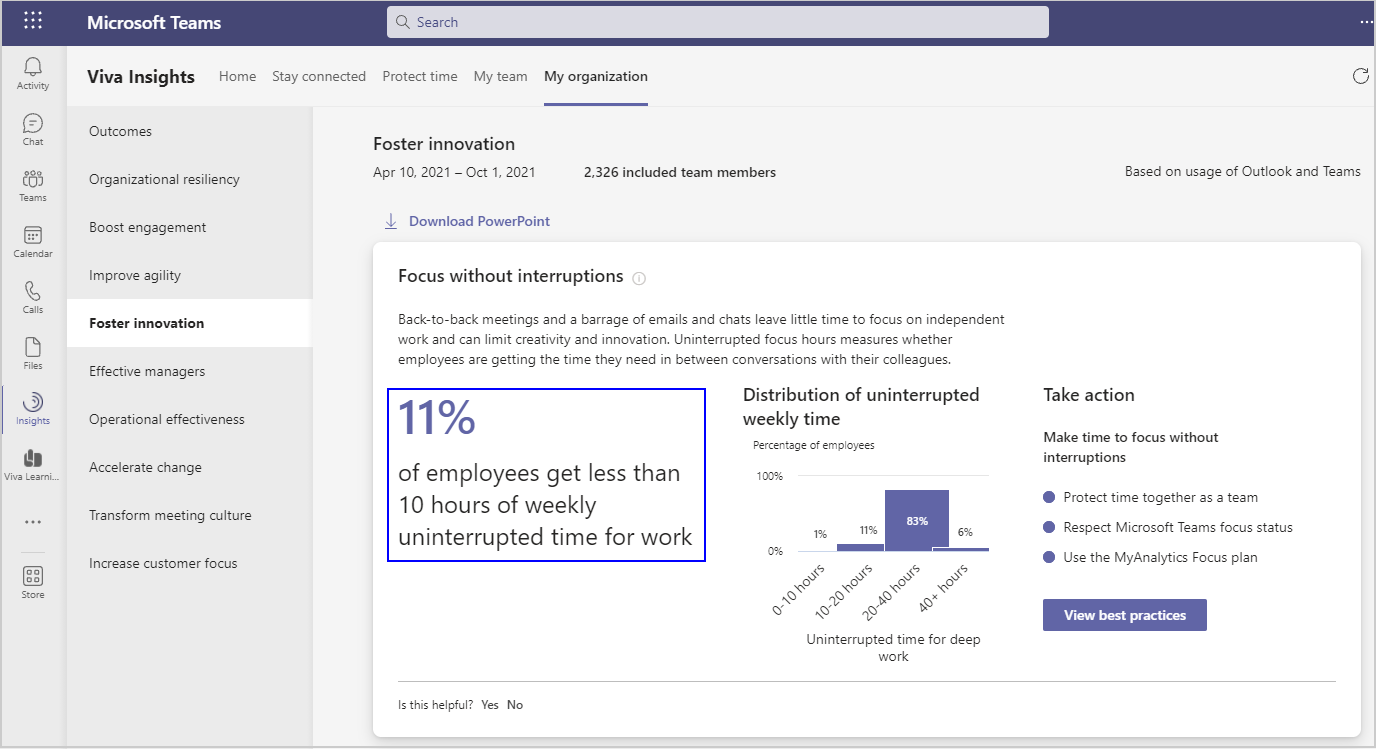 Microsoft Teams
Search
Activity
Chat
Teams
Calendar
Calls
Files
Insights
Viva Learni...
Store
Viva Insights
Home
Stay connected
Protect time
My team
My organization
Outcomes
Organizational resiliency
Boost engagement
Improve agility
Foster innovation
Effective managers
Operational effectiveness
Accelerate change
Transform meeting culture
Increase customer focus
Foster innovation
Apr 10, 2021 – Oct 1, 2021
2,326 included team members
Based on usage of Outlook and Teams
Download PowerPoint
Focus without interruptions
Back-to-back meetings and a barrage of emails and chats leave little time to focus on independent
work and can limit creativity and innovation. Uninterrupted focus hours measures whether
employees are getting the time they need in between conversations with their colleagues.
11%
of employees get less than
10 hours of weekly
uninterrupted time for work
Distribution of uninterrupted
weekly time
Percentage of employees
100%
0%
1%
11%
83%
6%
0-10 hours
10-20 hours
20-40 hours
40+ hours
Uninterrupted time for deep
work
Take action
Make time to focus without
interruptions
Protect time together as a team
Respect Microsoft Teams focus status
Use the MyAnalytics Focus plan
View best practices
Is this helpful? Yes No